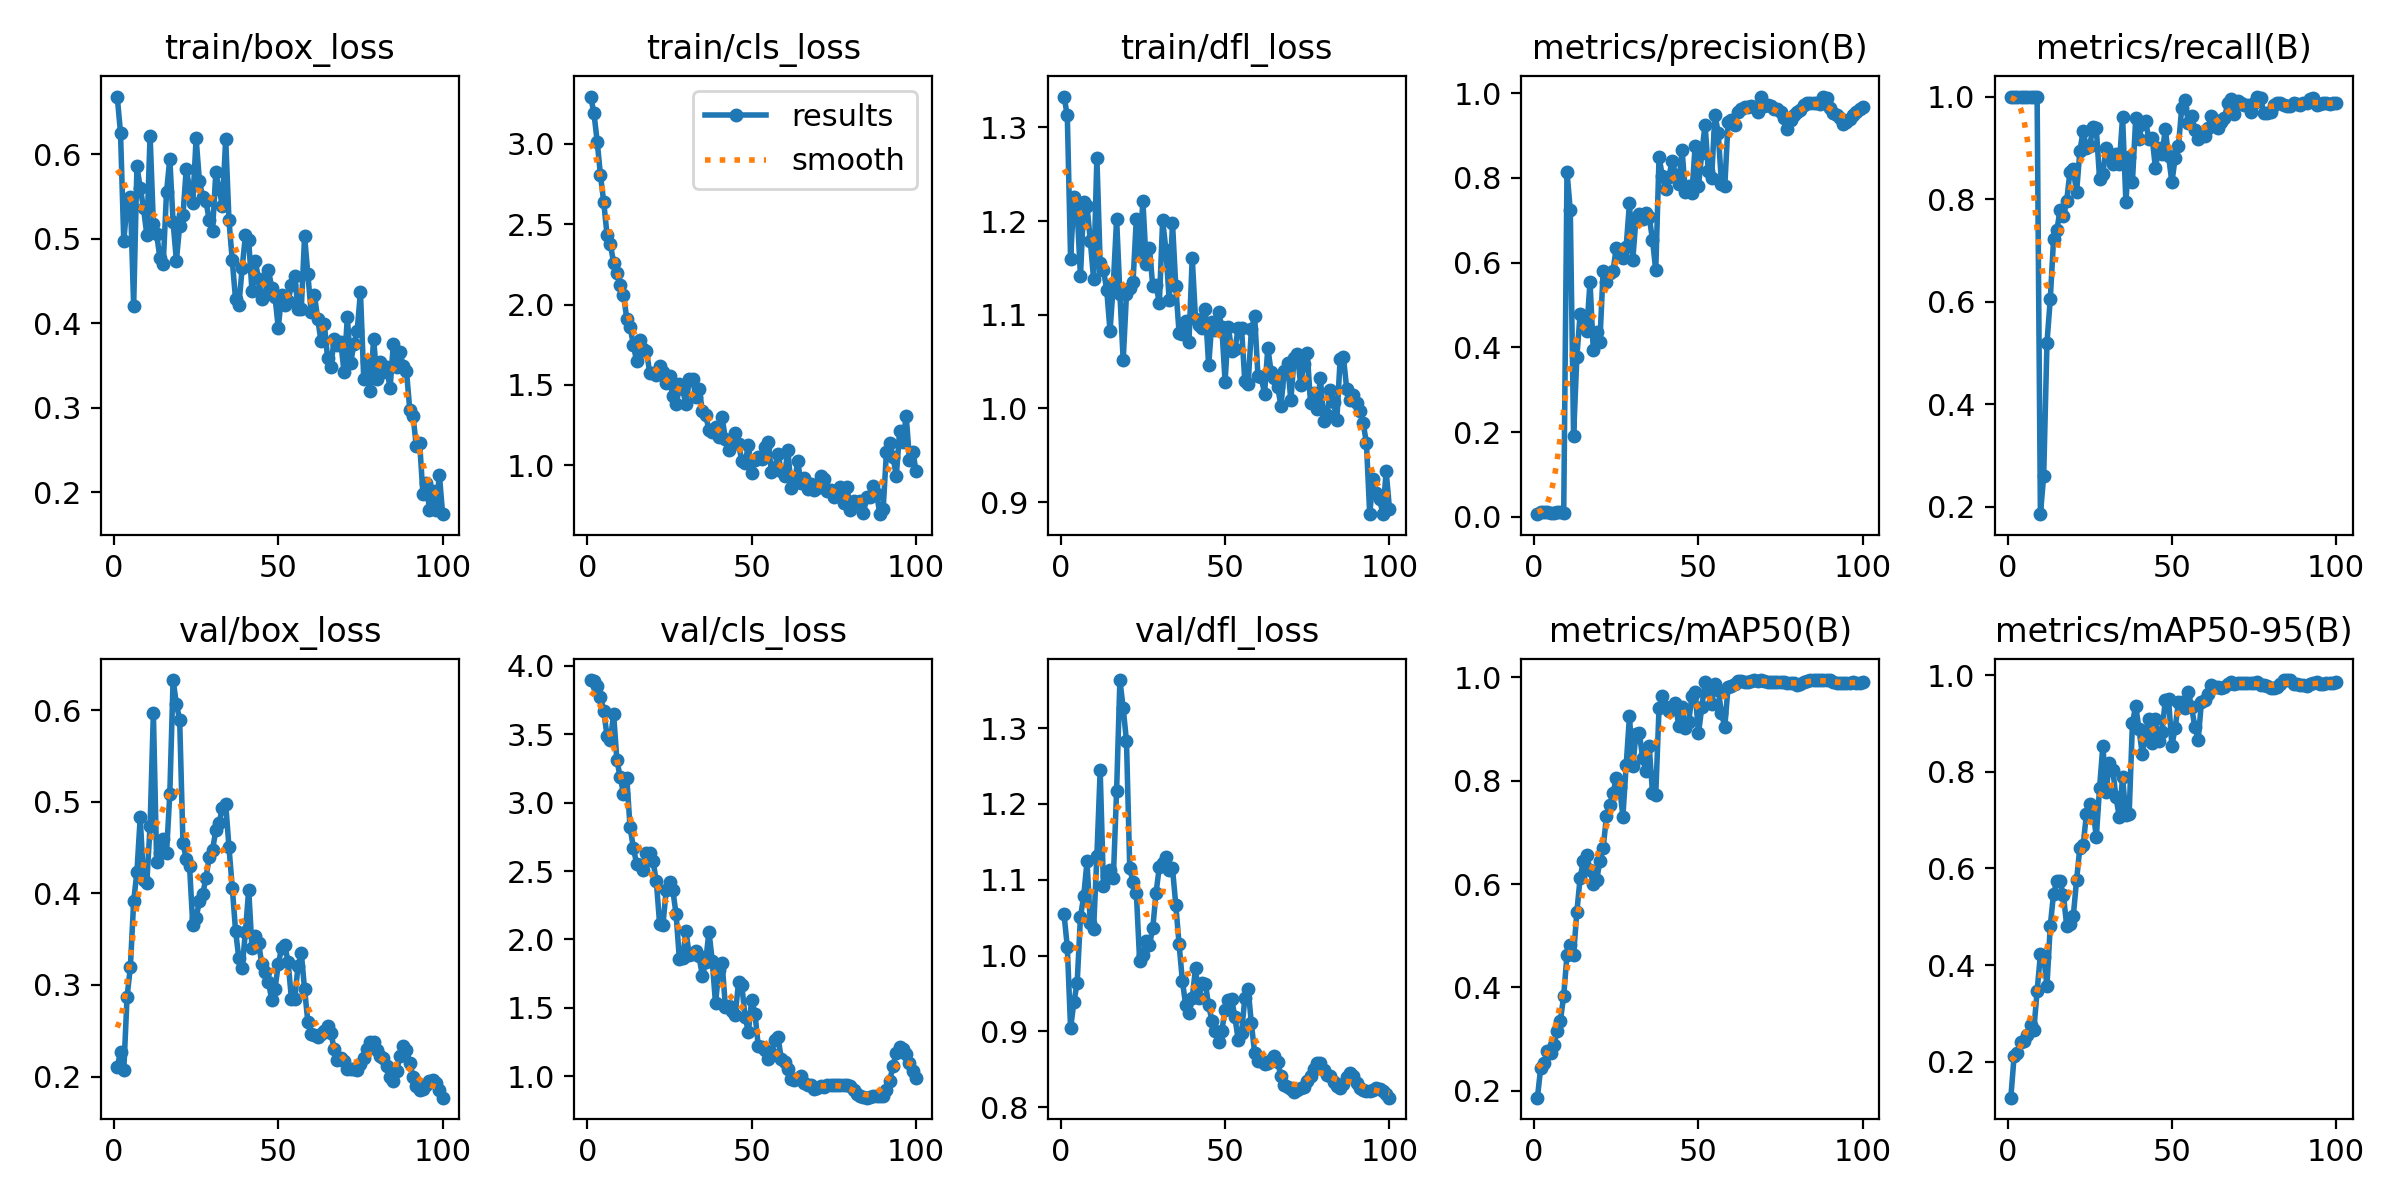 train/box_loss
0.6
0.5
0.4
0.3
0.2
0 50 100
train/cls_loss
results
smooth
3.0
2.5
2.0
1.5
1.0
0 50 100
train/dfl_loss
1.3
1.2
1.1
1.0
0.9
0 50 100
metrics/precision(B)
1.0
0.8
0.6
0.4
0.2
0.0
0 50 100
metrics/recall(B)
1.0
0.8
0.6
0.4
0.2
0 50 100
val/box_loss
0.6
0.5
0.4
0.3
0.2
0 50 100
val/cls_loss
4.0
3.5
3.0
2.5
2.0
1.5
1.0
0 50 100
val/dfl_loss
1.3
1.2
1.1
1.0
0.9
0.8
0 50 100
metrics/mAP50(B)
1.0
0.8
0.6
0.4
0.2
0 50 100
metrics/mAP50-95(B)
1.0
0.8
0.6
0.4
0.2
0 50 100